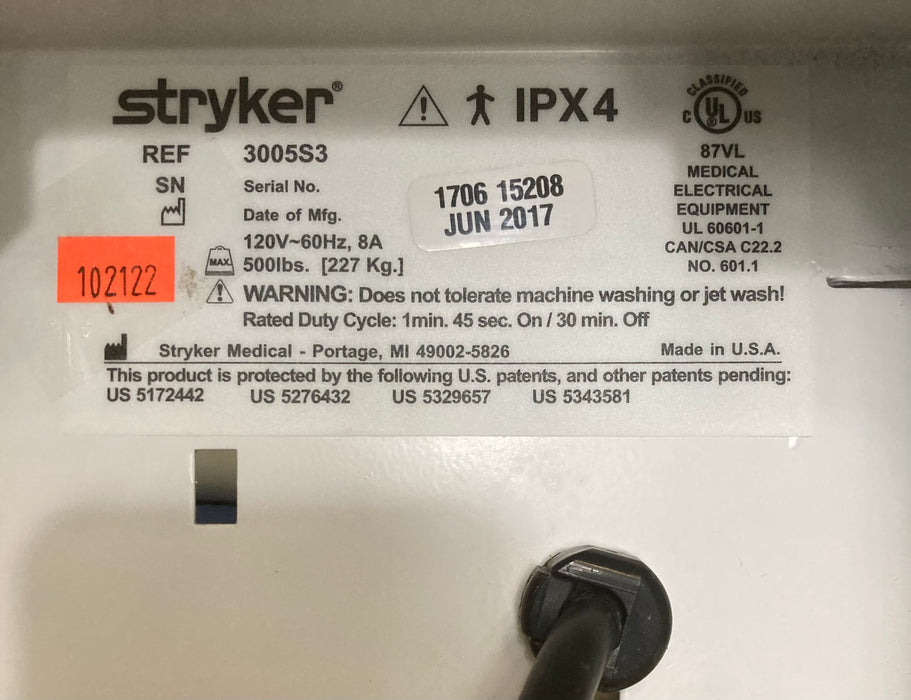 stryker® IPX4
REF 3005S3
SN Serial No. 1706 15208
Date of Mfg. JUN 2017
120V~60Hz, 8A
MAX 500lbs. [227 Kg.]
WARNING: Does not tolerate machine washing or jet wash!
Rated Duty Cycle: 1min. 45 sec. On / 30 min. Off
CLASSIFIED
C UL US
87VL
MEDICAL
ELECTRICAL
EQUIPMENT
UL 60601-1
CAN/CSA C22.2
NO. 601.1
102122
Stryker Medical - Portage, MI 49002-5826 Made in U.S.A.
This product is protected by the following U.S. patents, and other patents pending:
US 5172442 US 5276432 US 5329657 US 5343581